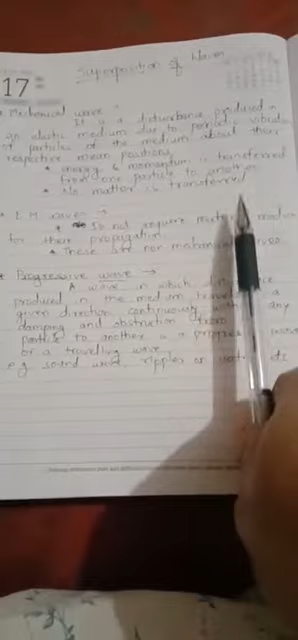 17
Superposition of Waves
• Mechanical wave :-
It is a disturbance produced in
an elastic medium due to periodic vibration
of particles of the medium about their
respective mean positions.
• energy & momentum is transferred
from one particle to another
• No matter is transferred
• E.M waves :-
• Do not require material medium
for their propagation.
• These are non mechanical waves
• Progressive wave →
A wave in which disturbance
produced in the medium travels a
given direction continuously without any
damping and obstruction from
particle to another is a progressive wave
or a travelling wave
e.g sound wave, ripples on water etc